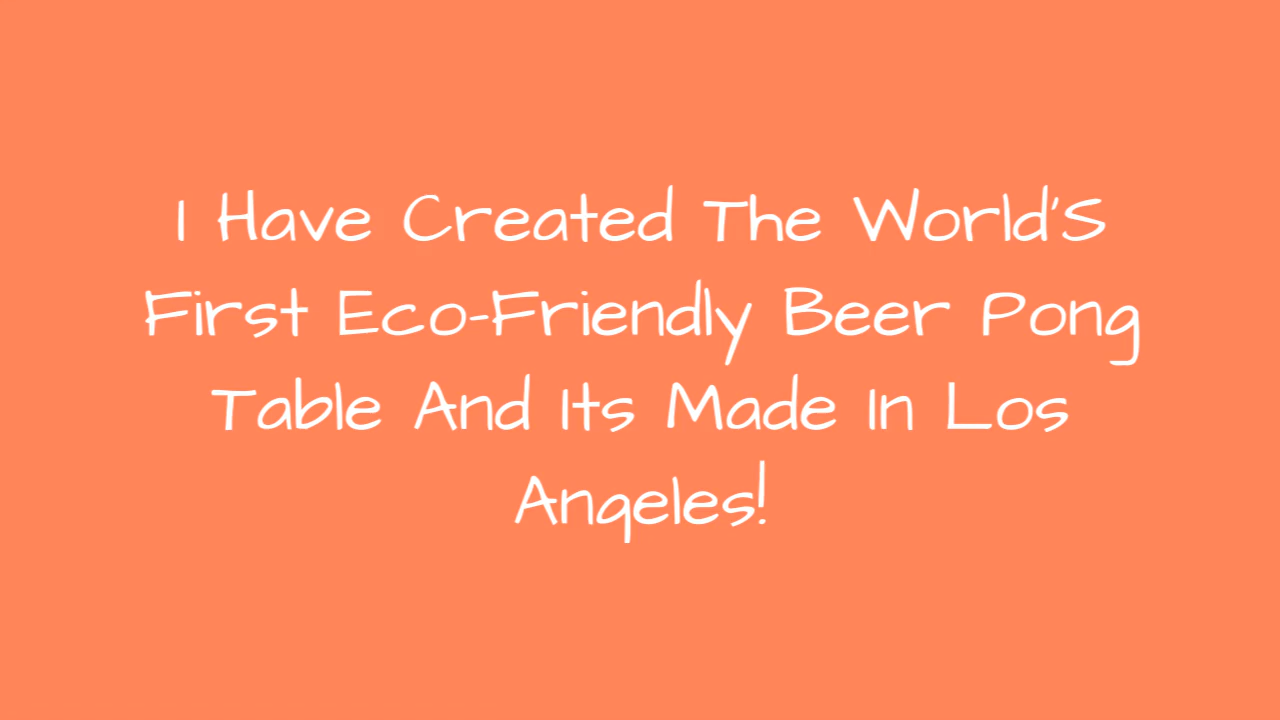 I Have Created The World'S
First Eco-Friendly Beer Pong
Table And Its Made In Los
Angeles!